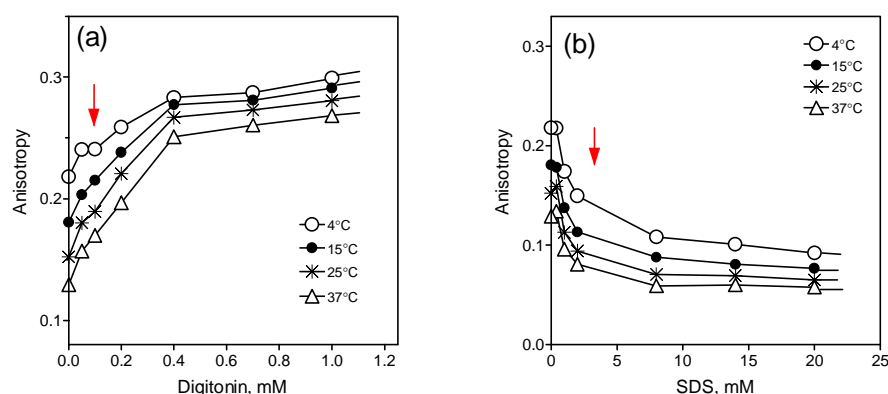 (a)
0.3
0.2
0.1
Anisotropy
4°C
15°C
25°C
37°C
0.0 0.2 0.4 0.6 0.8 1.0 1.2
Digitonin, mM
(b)
0.3
0.2
0.1
0.0
Anisotropy
4°C
15°C
25°C
37°C
0 5 10 15 20 25
SDS, mM